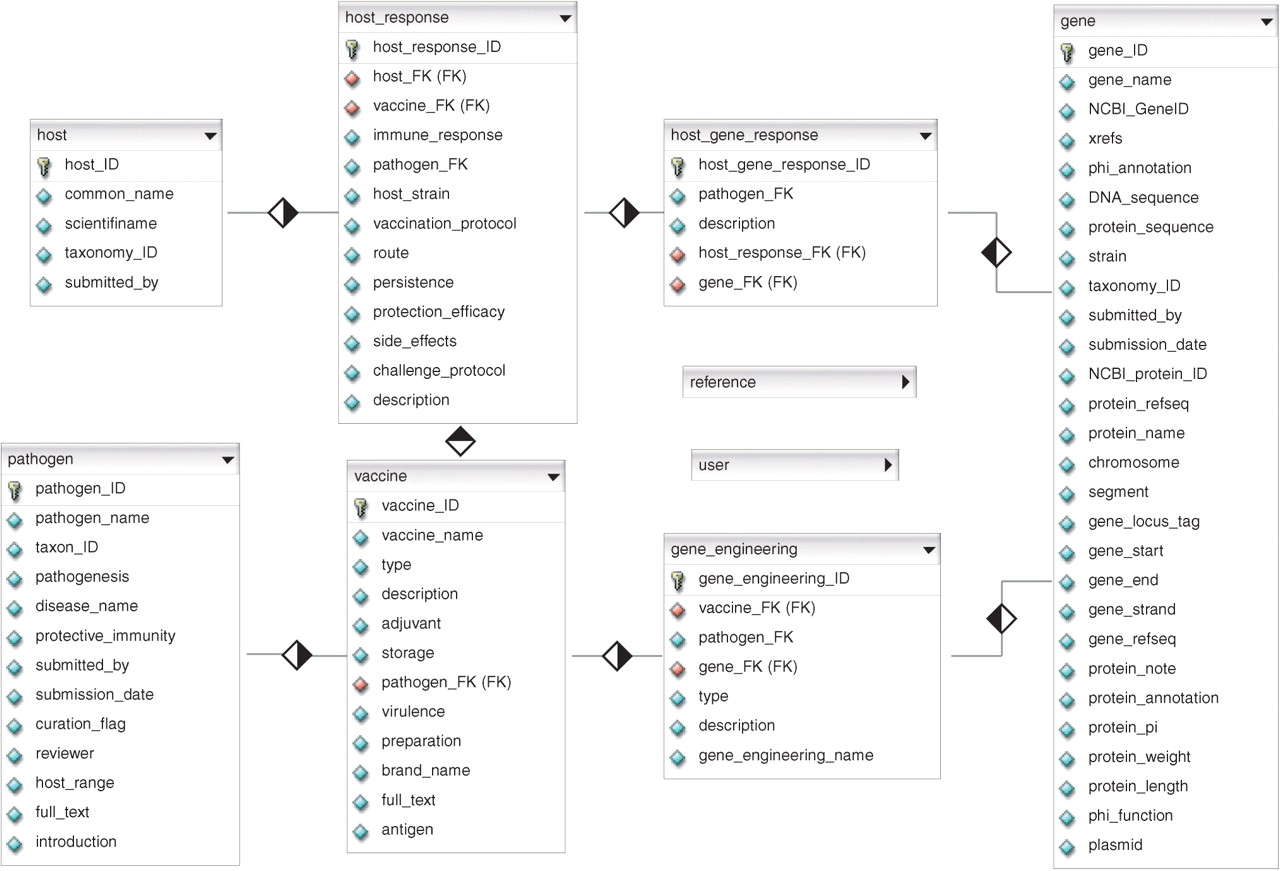 host_response
host_response_ID
host_FK (FK)
vaccine_FK (FK)
immune_response
pathogen_FK
host_strain
vaccination_protocol
route
persistence
protection_efficacy
side_effects
challenge_protocol
description
host
host_ID
common_name
scientifiname
taxonomy_ID
submitted_by
host_gene_response
host_gene_response_ID
pathogen_FK
description
host_response_FK (FK)
gene_FK (FK)
reference
user
gene
gene_ID
gene_name
NCBI_GeneID
xrefs
phi_annotation
DNA_sequence
protein_sequence
strain
taxonomy_ID
submitted_by
submission_date
NCBI_protein_ID
protein_refseq
protein_name
chromosome
segment
gene_locus_tag
gene_start
gene_end
gene_strand
gene_refseq
protein_note
protein_annotation
protein_pi
protein_weight
protein_length
phi_function
plasmid
pathogen
pathogen_ID
pathogen_name
taxon_ID
pathogenesis
disease_name
protective_immunity
submitted_by
submission_date
curation_flag
reviewer
host_range
full_text
introduction
vaccine
vaccine_ID
vaccine_name
type
description
adjuvant
storage
pathogen_FK (FK)
virulence
preparation
brand_name
full_text
antigen
gene_engineering
gene_engineering_ID
vaccine_FK (FK)
pathogen_FK
gene_FK (FK)
type
description
gene_engineering_name